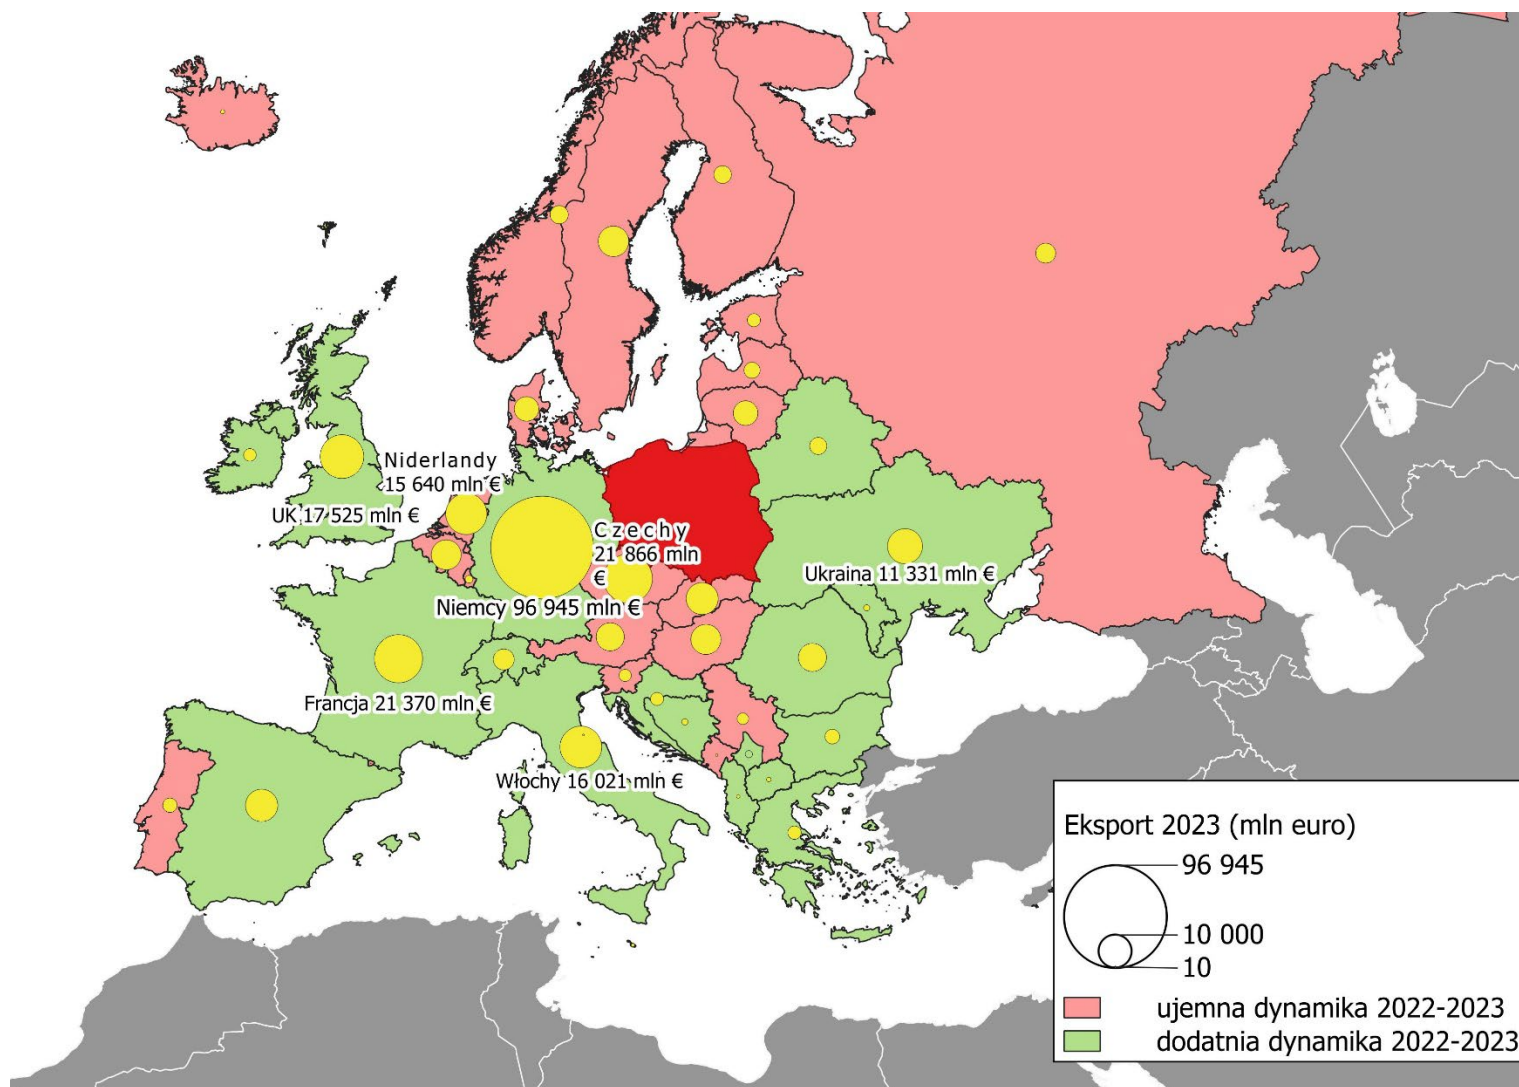 Niderlandy
15 640 mln €
UK 17 525 mln €
Czechy
21 866 mln
€
Ukraina 11 331 mln €
Niemcy 96 945 mln €
Francja 21 370 mln €
Włochy 16 021 mln €
Eksport 2023 (mln euro)
96 945
10 000
10
ujemna dynamika 2022-2023
dodatnia dynamika 2022-2023